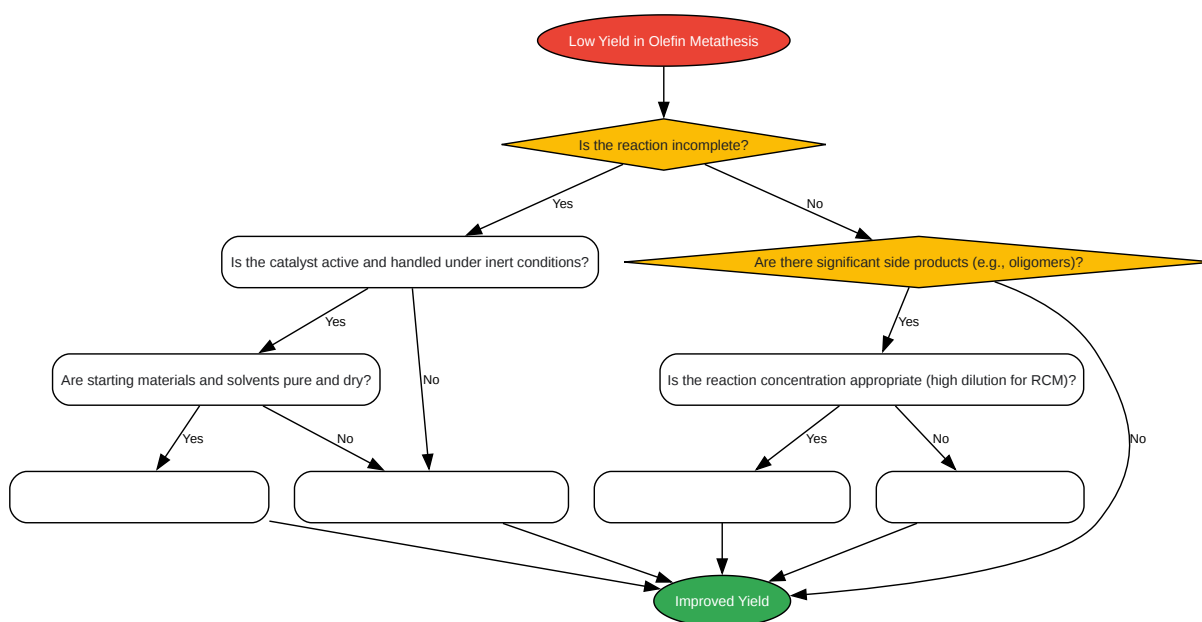 Low Yield in Olefin Metathesis
Is the reaction incomplete?
Yes
No
Is the catalyst active and handled under inert conditions?
Are there significant side products (e.g., oligomers)?
Yes
Yes
Are starting materials and solvents pure and dry?
No
Is the reaction concentration appropriate (high dilution for RCM)?
Yes
No
Yes
No
No
Improved Yield